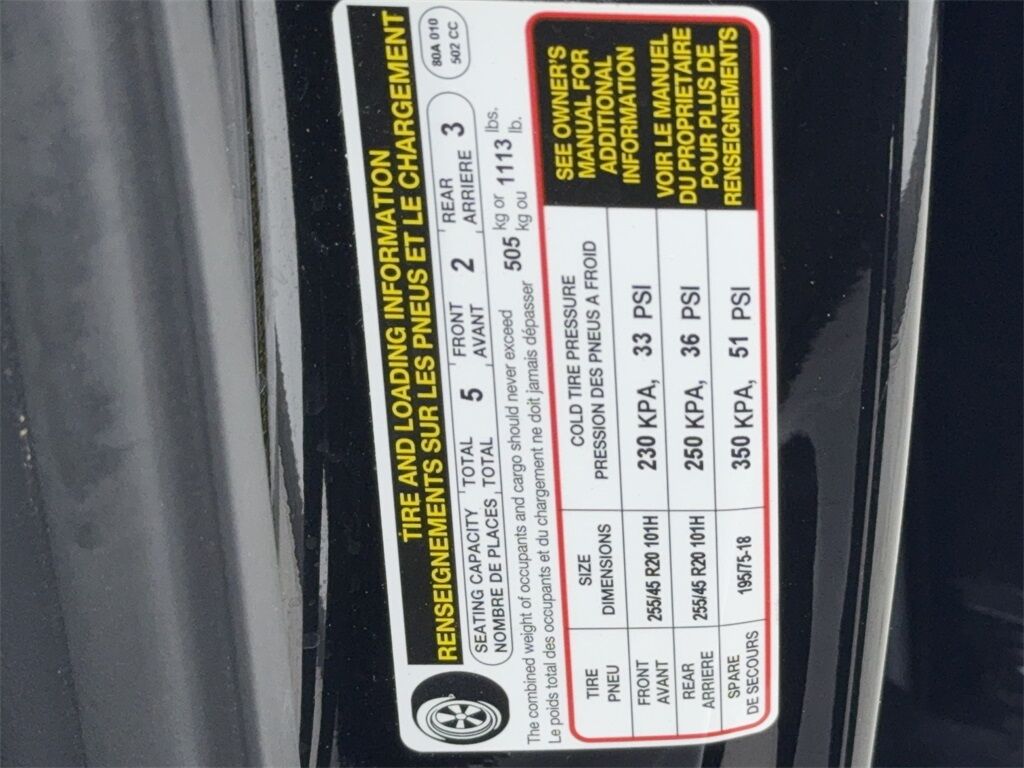 TIRE AND LOADING INFORMATION
RENSEIGNEMENTS SUR LES PNEUS ET LE CHARGEMENT
80A 010
502 CC
SEATING CAPACITY TOTAL 5 FRONT 2 REAR 3
NOMBRE DE PLACES TOTAL AVANT ARRIERE
The combined weight of occupants and cargo should never exceed 505 kg or 1113 lbs.
Le poids total des occupants et du chargement ne doit jamais dépasser kg ou lb.
TIRE SIZE COLD TIRE PRESSURE
PNEU DIMENSIONS PRESSION DES PNEUS A FROID
FRONT
AVANT 255/45 R20 101H 230 KPA, 33 PSI
REAR
ARRIERE 255/45 R20 101H 250 KPA, 36 PSI
SPARE
DE SECOURS 195/75-18 350 KPA, 51 PSI
SEE OWNER'S
MANUAL FOR
ADDITIONAL
INFORMATION
VOIR LE MANUEL
DU PROPRIETAIRE
POUR PLUS DE
RENSEIGNEMENTS